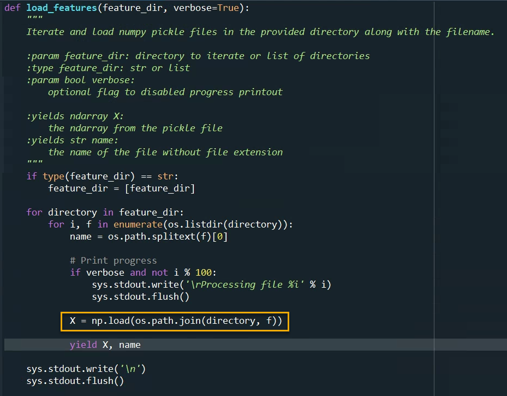 def load_features(feature_dir, verbose=True):
    """
    Iterate and load numpy pickle files in the provided directory along with the filename.

    :param feature_dir: directory to iterate or list of directories
    :type feature_dir: str or list
    :param bool verbose:
        optional flag to disabled progress printout

    :yields ndarray X:
        the ndarray from the pickle file
    :yields str name:
        the name of the file without file extension
    """
    if type(feature_dir) == str:
        feature_dir = [feature_dir]

    for directory in feature_dir:
        for i, f in enumerate(os.listdir(directory)):
            name = os.path.splitext(f)[0]

            # Print progress
            if verbose and not i % 100:
                sys.stdout.write('\rProcessing file %i' % i)
                sys.stdout.flush()

            X = np.load(os.path.join(directory, f))

            yield X, name

    sys.stdout.write('\n')
    sys.stdout.flush()